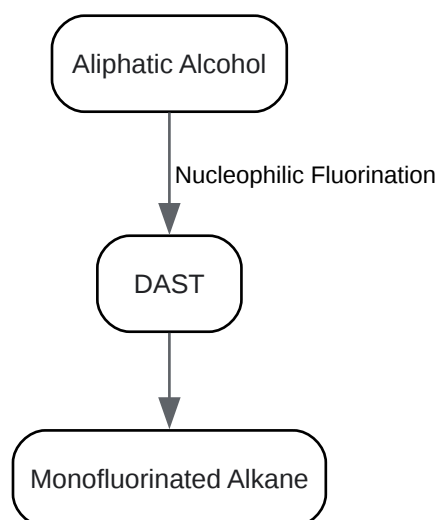 Aliphatic Alcohol
Nucleophilic Fluorination
DAST
Monofluorinated Alkane